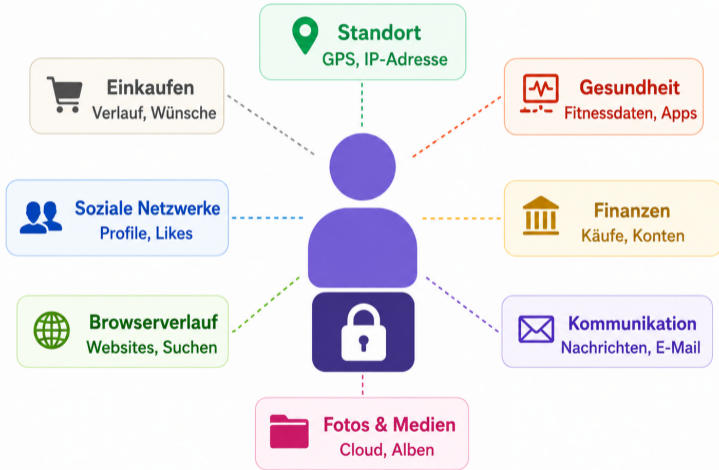 Standort
GPS, IP-Adresse
Einkaufen
Verlauf, Wünsche
Gesundheit
Fitnessdaten, Apps
Soziale Netzwerke
Profile, Likes
Finanzen
Käufe, Konten
Browserverlauf
Websites, Suchen
Kommunikation
Nachrichten, E-Mail
Fotos & Medien
Cloud, Alben